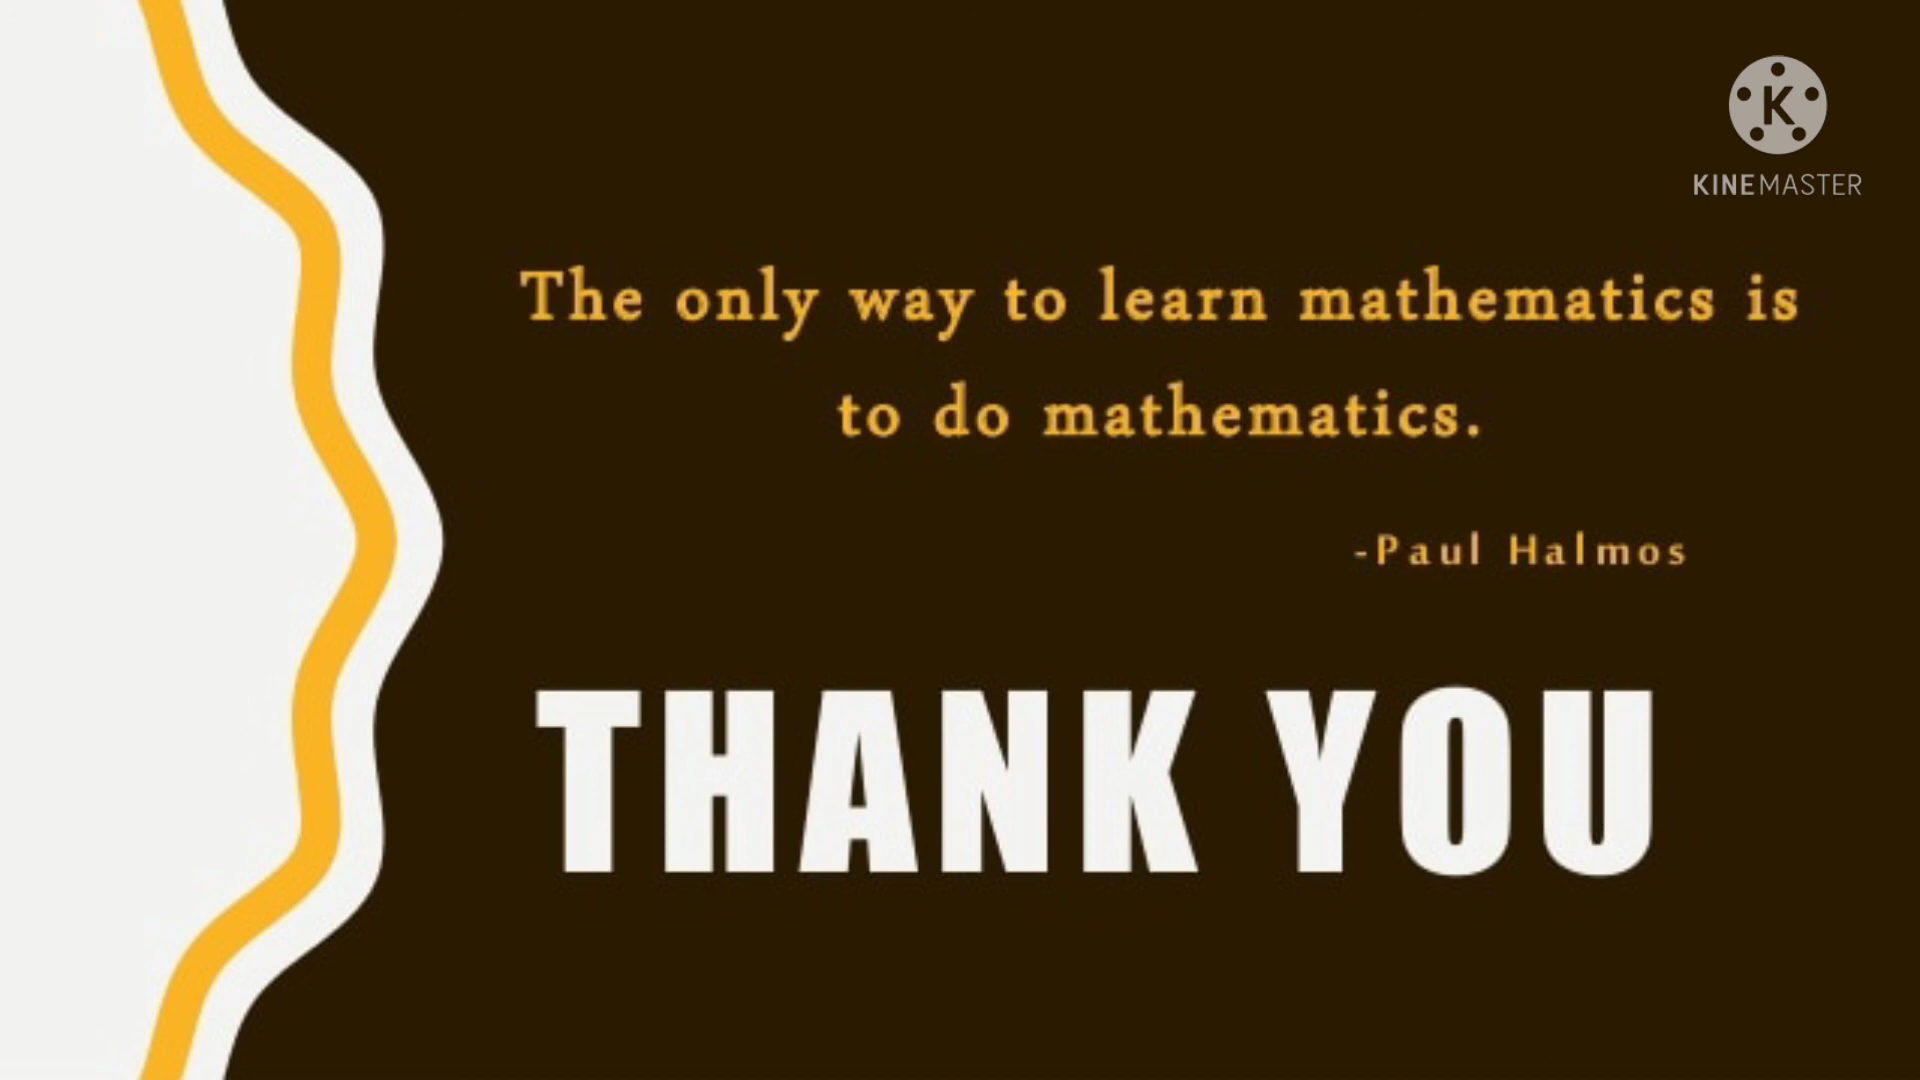 K
KINEMASTER
The only way to learn mathematics is
to do mathematics.
-Paul Halmos
THANK YOU